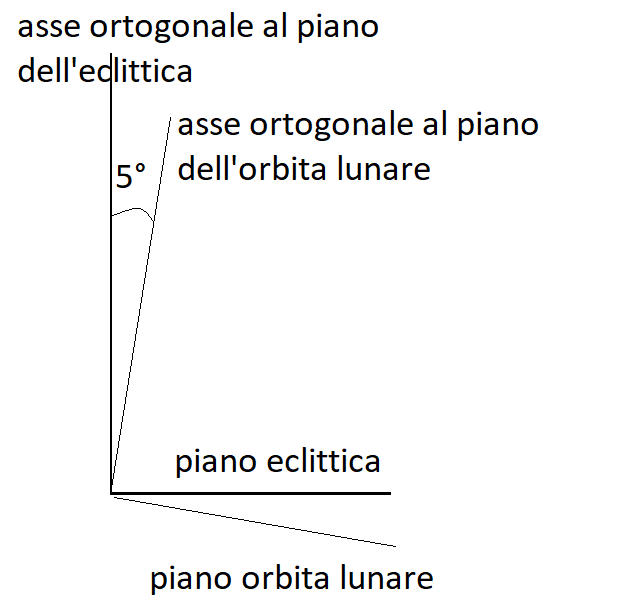 asse ortogonale al piano
dell'eclittica
asse ortogonale al piano
dell'orbita lunare
5°
piano eclittica
piano orbita lunare